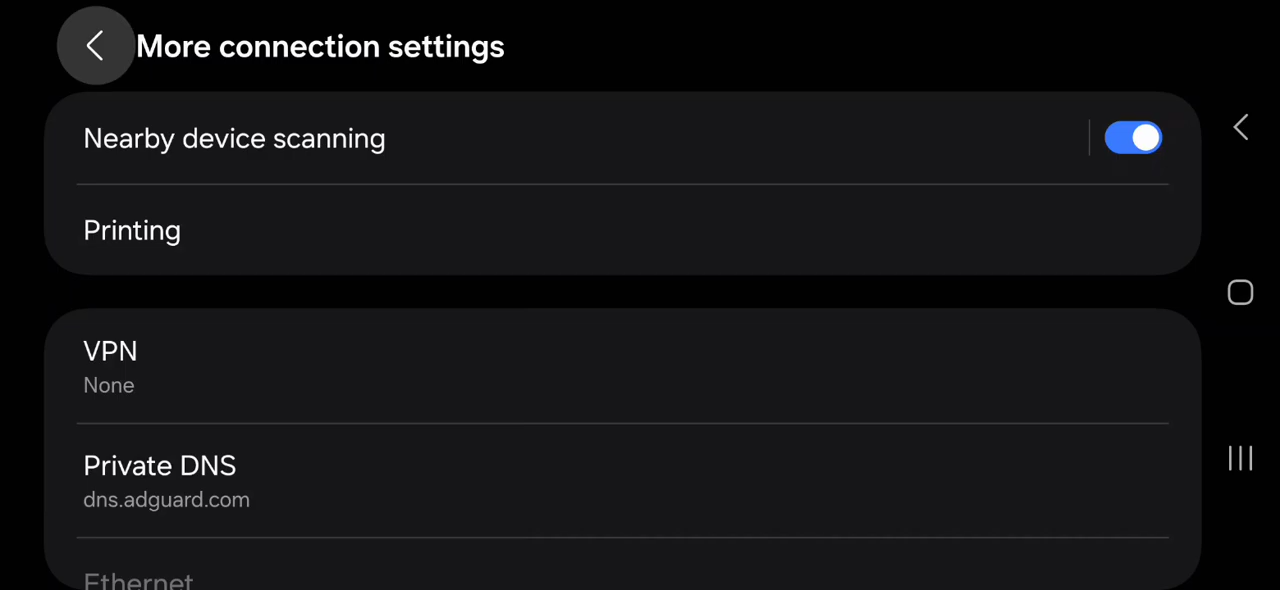 More connection settings
Nearby device scanning
Printing
VPN
None
Private DNS
dns.adguard.com
Ethernet